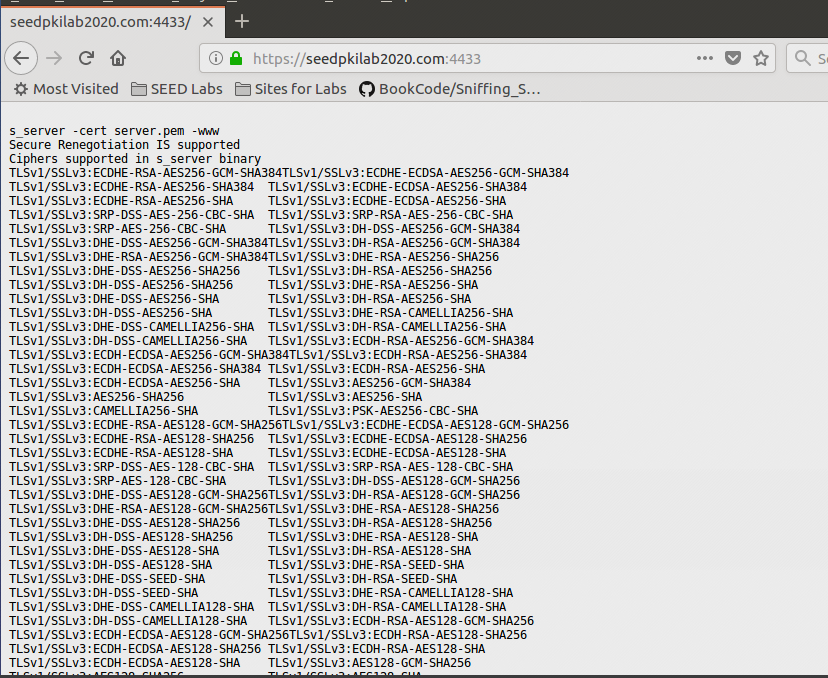 seedpkilab2020.com:4433/
https://seedpkilab2020.com:4433
Most Visited SEED Labs Sites for Labs BookCode/Sniffing_S...
s_server -cert server.pem -www
Secure Renegotiation IS supported
Ciphers supported in s_server binary
TLSv1/SSLv3:ECDHE-RSA-AES256-GCM-SHA384TLSv1/SSLv3:ECDHE-ECDSA-AES256-GCM-SHA384
TLSv1/SSLv3:ECDHE-RSA-AES256-SHA384 TLSv1/SSLv3:ECDHE-ECDSA-AES256-SHA384
TLSv1/SSLv3:ECDHE-RSA-AES256-SHA TLSv1/SSLv3:ECDHE-ECDSA-AES256-SHA
TLSv1/SSLv3:SRP-DSS-AES-256-CBC-SHA TLSv1/SSLv3:SRP-RSA-AES-256-CBC-SHA
TLSv1/SSLv3:SRP-AES-256-CBC-SHA TLSv1/SSLv3:DH-DSS-AES256-GCM-SHA384
TLSv1/SSLv3:DHE-DSS-AES256-GCM-SHA384TLSv1/SSLv3:DH-RSA-AES256-GCM-SHA384
TLSv1/SSLv3:DHE-RSA-AES256-GCM-SHA384TLSv1/SSLv3:DHE-RSA-AES256-SHA256
TLSv1/SSLv3:DHE-DSS-AES256-SHA256 TLSv1/SSLv3:DH-RSA-AES256-SHA256
TLSv1/SSLv3:DH-DSS-AES256-SHA256 TLSv1/SSLv3:DHE-RSA-AES256-SHA
TLSv1/SSLv3:DHE-DSS-AES256-SHA TLSv1/SSLv3:DH-RSA-AES256-SHA
TLSv1/SSLv3:DH-DSS-AES256-SHA TLSv1/SSLv3:DHE-RSA-CAMELLIA256-SHA
TLSv1/SSLv3:DHE-DSS-CAMELLIA256-SHA TLSv1/SSLv3:DH-RSA-CAMELLIA256-SHA
TLSv1/SSLv3:DH-DSS-CAMELLIA256-SHA TLSv1/SSLv3:ECDH-RSA-AES256-GCM-SHA384
TLSv1/SSLv3:ECDH-ECDSA-AES256-GCM-SHA384TLSv1/SSLv3:ECDH-RSA-AES256-SHA384
TLSv1/SSLv3:ECDH-ECDSA-AES256-SHA384 TLSv1/SSLv3:ECDH-RSA-AES256-SHA
TLSv1/SSLv3:ECDH-ECDSA-AES256-SHA TLSv1/SSLv3:AES256-GCM-SHA384
TLSv1/SSLv3:AES256-SHA256 TLSv1/SSLv3:AES256-SHA
TLSv1/SSLv3:CAMELLIA256-SHA TLSv1/SSLv3:PSK-AES256-CBC-SHA
TLSv1/SSLv3:ECDHE-RSA-AES128-GCM-SHA256TLSv1/SSLv3:ECDHE-ECDSA-AES128-GCM-SHA256
TLSv1/SSLv3:ECDHE-RSA-AES128-SHA256 TLSv1/SSLv3:ECDHE-ECDSA-AES128-SHA256
TLSv1/SSLv3:ECDHE-RSA-AES128-SHA TLSv1/SSLv3:ECDHE-ECDSA-AES128-SHA
TLSv1/SSLv3:SRP-DSS-AES-128-CBC-SHA TLSv1/SSLv3:SRP-RSA-AES-128-CBC-SHA
TLSv1/SSLv3:SRP-AES-128-CBC-SHA TLSv1/SSLv3:DH-DSS-AES128-GCM-SHA256
TLSv1/SSLv3:DHE-DSS-AES128-GCM-SHA256TLSv1/SSLv3:DH-RSA-AES128-GCM-SHA256
TLSv1/SSLv3:DHE-RSA-AES128-GCM-SHA256TLSv1/SSLv3:DHE-RSA-AES128-SHA256
TLSv1/SSLv3:DHE-DSS-AES128-SHA256 TLSv1/SSLv3:DH-RSA-AES128-SHA256
TLSv1/SSLv3:DH-DSS-AES128-SHA256 TLSv1/SSLv3:DHE-RSA-AES128-SHA
TLSv1/SSLv3:DHE-DSS-AES128-SHA TLSv1/SSLv3:DH-RSA-AES128-SHA
TLSv1/SSLv3:DH-DSS-AES128-SHA TLSv1/SSLv3:DHE-RSA-SEED-SHA
TLSv1/SSLv3:DHE-DSS-SEED-SHA TLSv1/SSLv3:DH-RSA-SEED-SHA
TLSv1/SSLv3:DH-DSS-SEED-SHA TLSv1/SSLv3:DHE-RSA-CAMELLIA128-SHA
TLSv1/SSLv3:DHE-DSS-CAMELLIA128-SHA TLSv1/SSLv3:DH-RSA-CAMELLIA128-SHA
TLSv1/SSLv3:DH-DSS-CAMELLIA128-SHA TLSv1/SSLv3:ECDH-RSA-AES128-GCM-SHA256
TLSv1/SSLv3:ECDH-ECDSA-AES128-GCM-SHA256TLSv1/SSLv3:ECDH-RSA-AES128-SHA256
TLSv1/SSLv3:ECDH-ECDSA-AES128-SHA256 TLSv1/SSLv3:ECDH-RSA-AES128-SHA
TLSv1/SSLv3:ECDH-ECDSA-AES128-SHA TLSv1/SSLv3:AES128-GCM-SHA256
TLSv1/SSLv3:AES128-SHA256 TLSv1/SSLv3:AES128-SHA